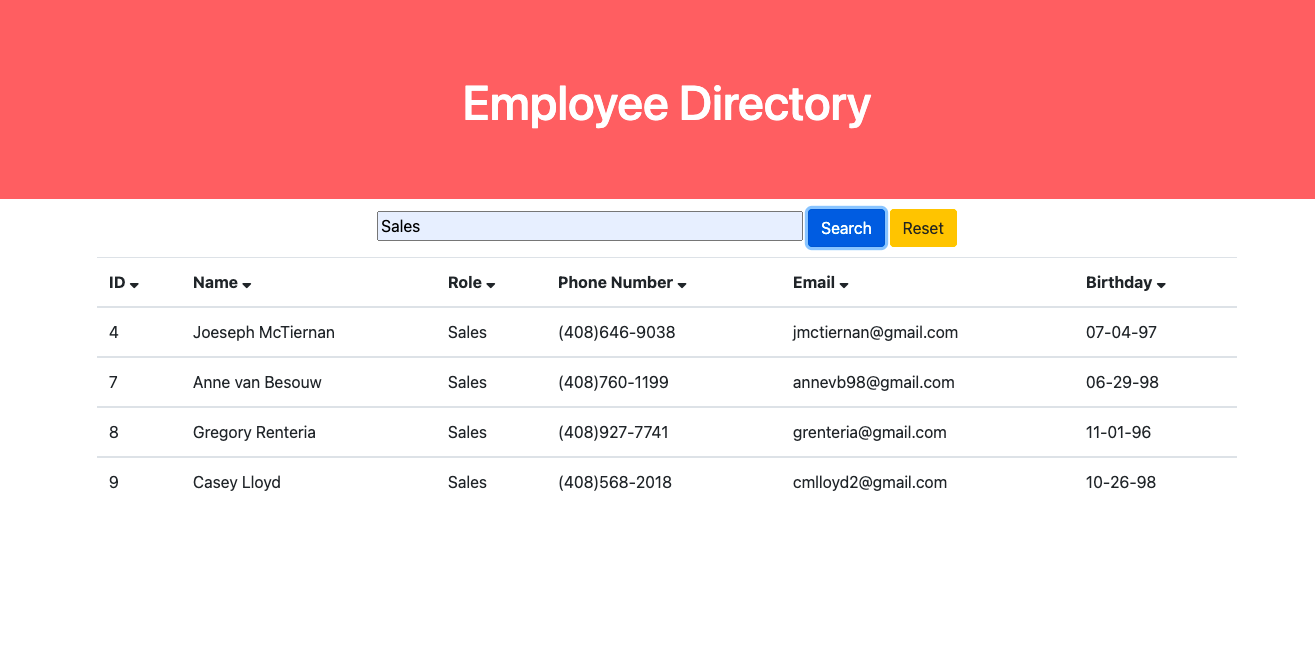 Employee Directory
Sales Search Reset
ID Name Role Phone Number Email Birthday
4 Joeseph McTiernan Sales (408)646-9038 jmctiernan@gmail.com 07-04-97
7 Anne van Besouw Sales (408)760-1199 annevb98@gmail.com 06-29-98
8 Gregory Renteria Sales (408)927-7741 grenteria@gmail.com 11-01-96
9 Casey Lloyd Sales (408)568-2018 cmlloyd2@gmail.com 10-26-98